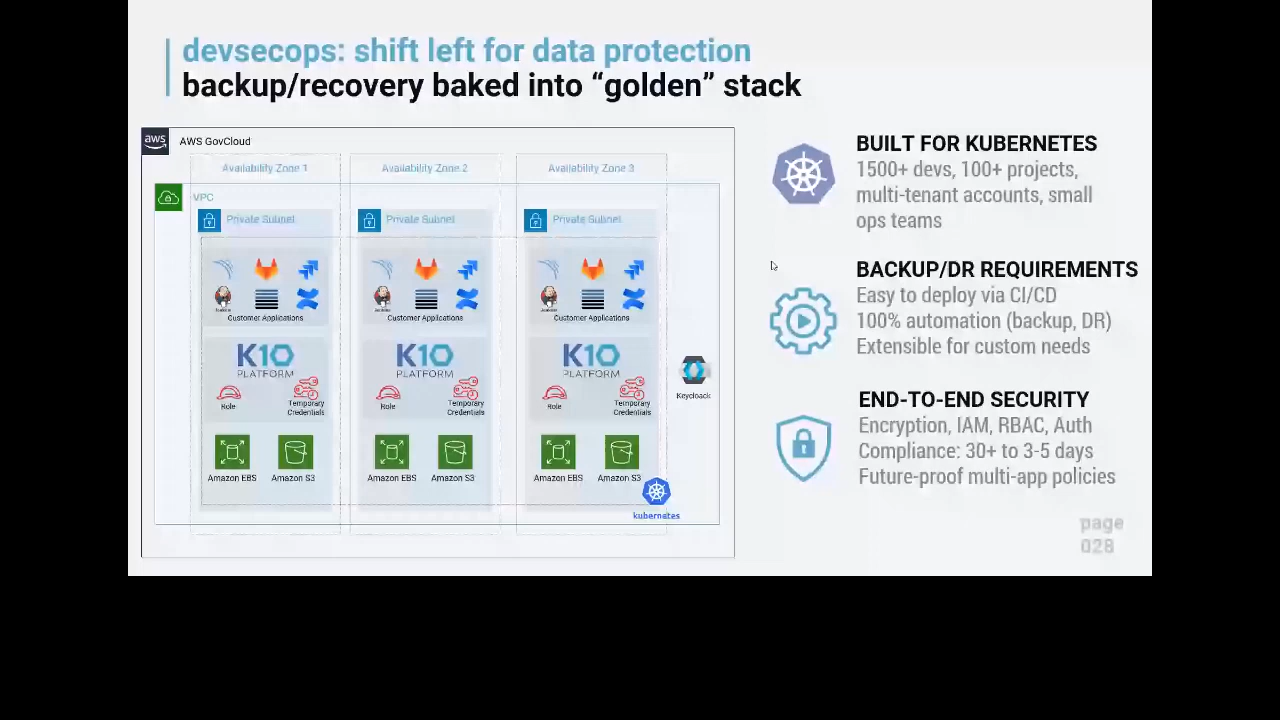 devsecops: shift left for data protection
backup/recovery baked into “golden” stack
aws
AWS GovCloud
Availability Zone 1
Availability Zone 2
Availability Zone 3
VPC
Private Subnet
Private Subnet
Private Subnet
Jenkins
Jenkins
Jenkins
Customer Applications
Customer Applications
Customer Applications
K10
PLATFORM
K10
PLATFORM
K10
PLATFORM
Role
Temporary
Credentials
Role
Temporary
Credentials
Role
Temporary
Credentials
Keycloack
Amazon EBS
Amazon S3
Amazon EBS
Amazon S3
Amazon EBS
Amazon S3
kubernetes
BUILT FOR KUBERNETES
1500+ devs, 100+ projects,
multi-tenant accounts, small
ops teams
BACKUP/DR REQUIREMENTS
Easy to deploy via CI/CD
100% automation (backup, DR)
Extensible for custom needs
END-TO-END SECURITY
Encryption, IAM, RBAC, Auth
Compliance: 30+ to 3-5 days
Future-proof multi-app policies
page
028